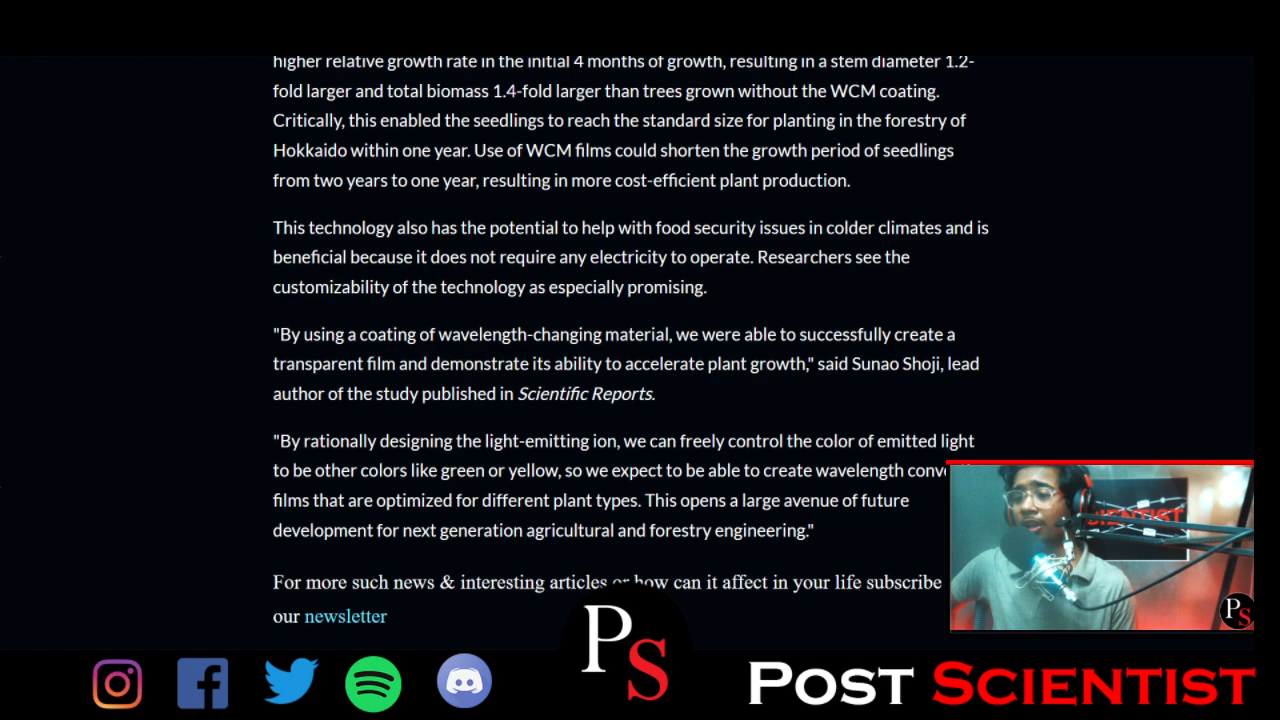 higher relative growth rate in the initial 4 months of growth, resulting in a stem diameter 1.2-
fold larger and total biomass 1.4-fold larger than trees grown without the WCM coating.
Critically, this enabled the seedlings to reach the standard size for planting in the forestry of
Hokkaido within one year. Use of WCM films could shorten the growth period of seedlings
from two years to one year, resulting in more cost-efficient plant production.
This technology also has the potential to help with food security issues in colder climates and is
beneficial because it does not require any electricity to operate. Researchers see the
customizability of the technology as especially promising.
"By using a coating of wavelength-changing material, we were able to successfully create a
transparent film and demonstrate its ability to accelerate plant growth," said Sunao Shoji, lead
author of the study published in Scientific Reports.
"By rationally designing the light-emitting ion, we can freely control the color of emitted light
to be other colors like green or yellow, so we expect to be able to create wavelength
films that are optimized for different plant types. This opens a large avenue of future
development for next generation agricultural and forestry engineering."
For more such news & interesting articles or how can it affect in your life subscribe
our newsletter
PS
PS
POST SCIENTIST